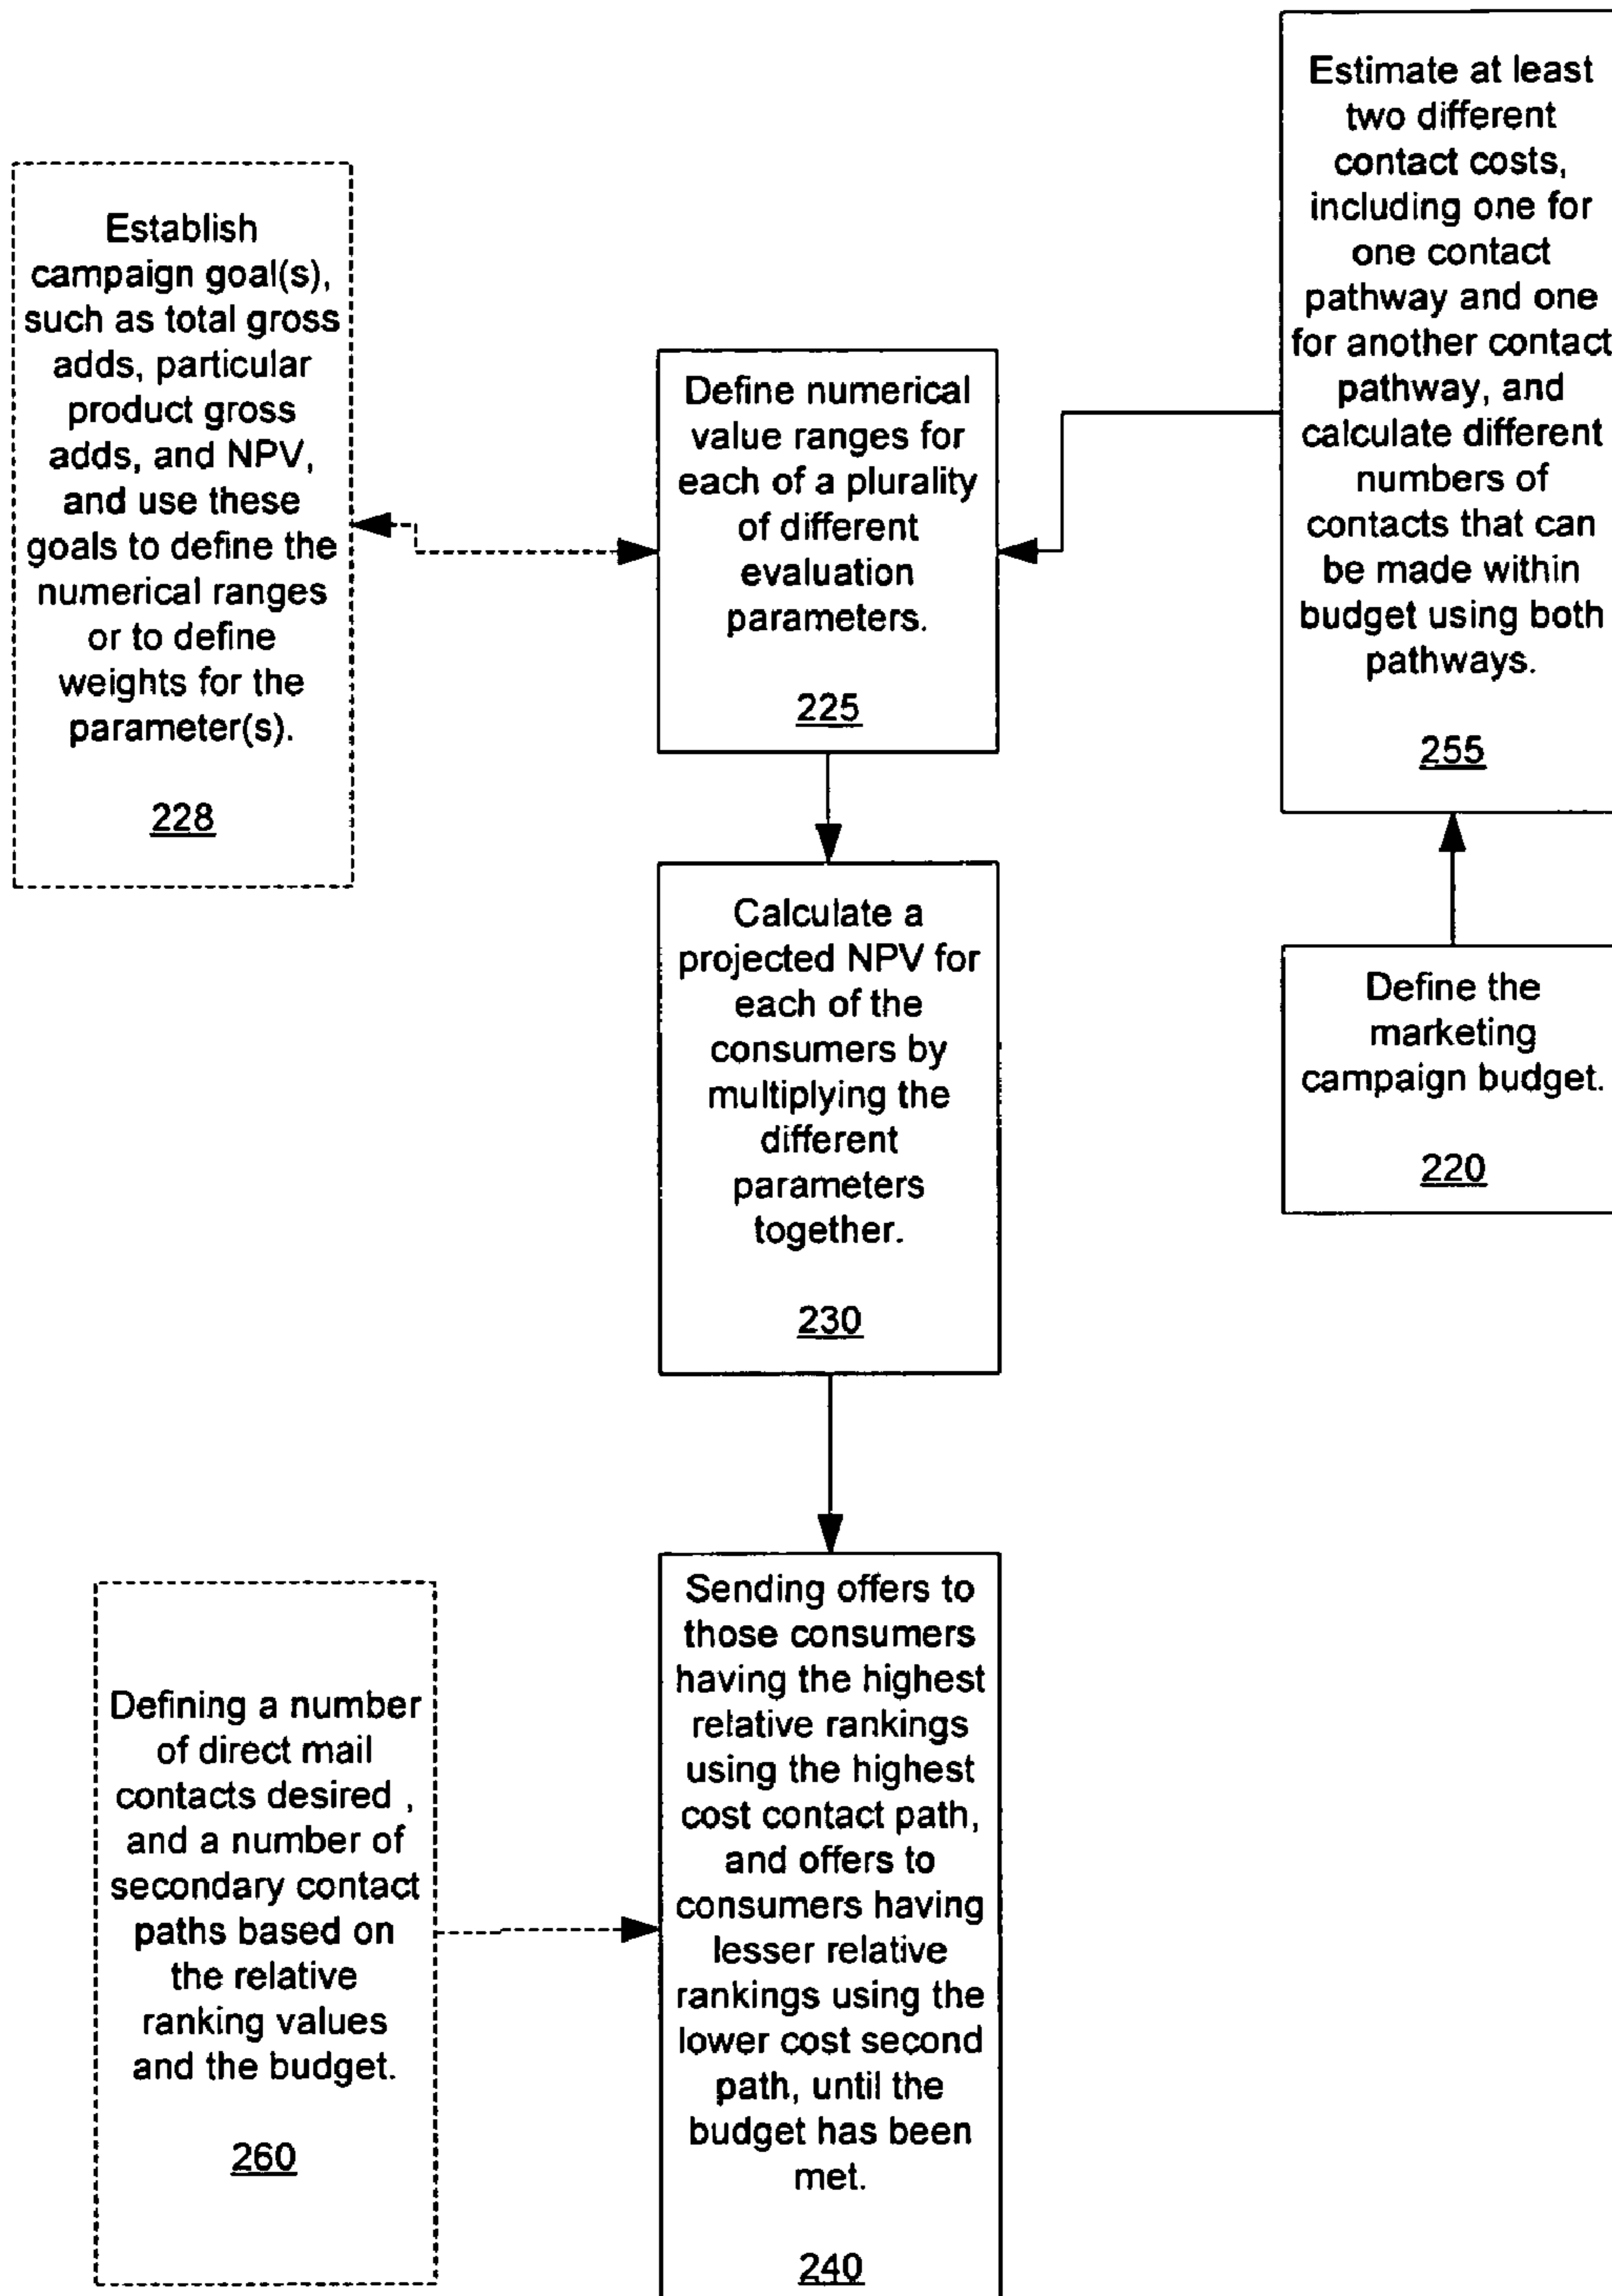 Establish
campaign goal(s),
such as total gross
adds, particular
product gross
adds, and NPV,
and use these
goals to define the
numerical ranges
or to define
weights for the
parameter(s).
228
Define numerical
value ranges for
each of a plurality
of different
evaluation
parameters.
225
Estimate at least
two different
contact costs,
including one for
one contact
pathway and one
for another contact
pathway, and
calculate different
numbers of
contacts that can
be made within
budget using both
pathways.
255
Calculate a
projected NPV for
each of the
consumers by
multiplying the
different
parameters
together.
230
Define the
marketing
campaign budget.
220
Defining a number
of direct mail
contacts desired ,
and a number of
secondary contact
paths based on
the relative
ranking values
and the budget.
260
Sending offers to
those consumers
having the highest
relative rankings
using the highest
cost contact path,
and offers to
consumers having
lesser relative
rankings using the
lower cost second
path, until the
budget has been
met.
240